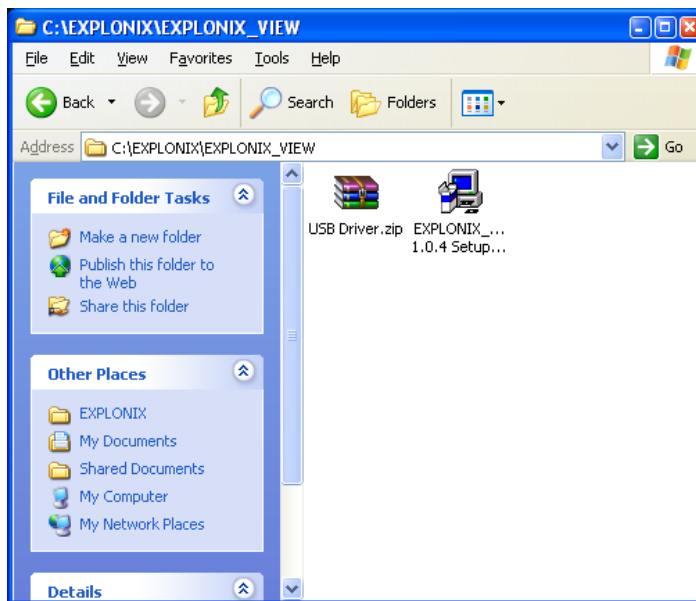 C:\EXPLONIX\EXPLONIX_VIEW
File Edit View Favorites Tools Help
Back Search Folders
Address C:\EXPLONIX\EXPLONIX_VIEW Go
File and Folder Tasks
Make a new folder
Publish this folder to
the Web
Share this folder
Other Places
EXPLONIX
My Documents
Shared Documents
My Computer
My Network Places
Details
USB Driver.zip
EXPLONIX_...
1.0.4 Setup...